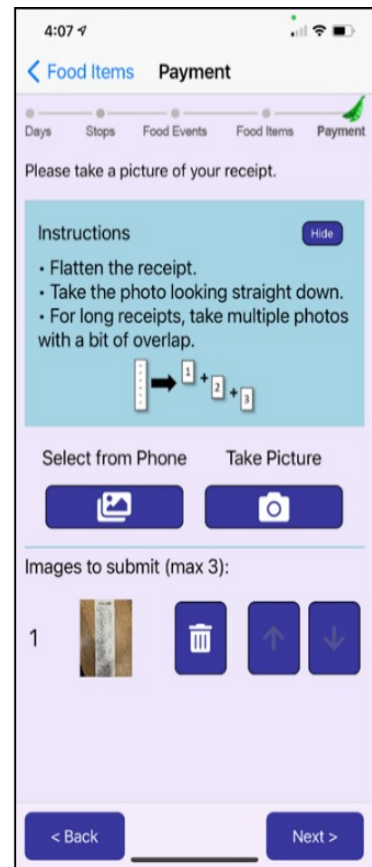 4:07
Food Items Payment
Days Stops Food Events Food Items Payment
Please take a picture of your receipt.
Instructions Hide
• Flatten the receipt.
• Take the photo looking straight down.
• For long receipts, take multiple photos
with a bit of overlap.
1 + 2 + 3
Select from Phone Take Picture
Images to submit (max 3):
1
< Back Next >